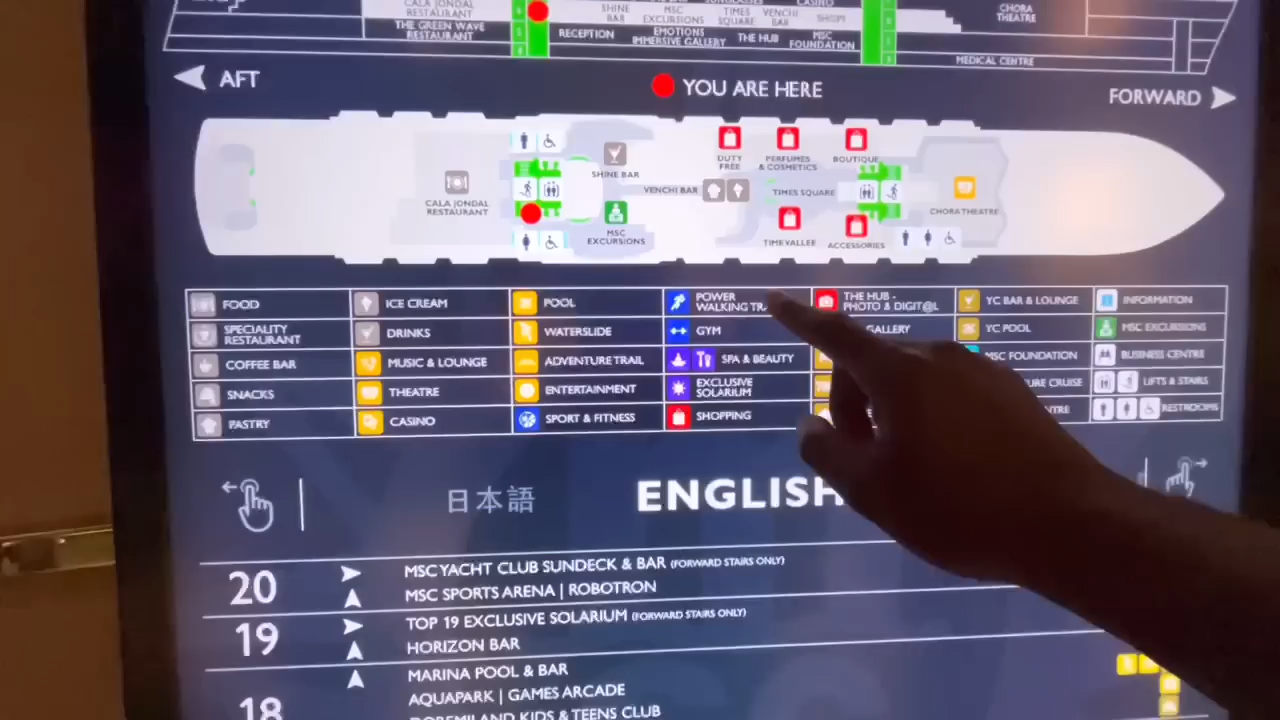 CALA JONDAL
RESTAURANT
SHINE
BAR
MSC
EXCURSIONS
TIMES
SQUARE
VENCHI
BAR
SHOPS
CASINO
CHORA
THEATRE
THE GREEN WAVE
RESTAURANT
RECEPTION
EMOTIONS
IMMERSIVE GALLERY
THE HUB
MSC
FOUNDATION
MEDICAL CENTRE
AFT
YOU ARE HERE
FORWARD
DUTY
FREE
PERFUMES
& COSMETICS
BOUTIQUE
SHINE BAR
VENCHI BAR
TIMES SQUARE
CALA JONDAL
RESTAURANT
CHORA THEATRE
MSC
EXCURSIONS
TIMEVALLEE
ACCESSORIES
FOOD
SPECIALITY
RESTAURANT
COFFEE BAR
SNACKS
PASTRY
ICE CREAM
DRINKS
MUSIC & LOUNGE
THEATRE
CASINO
POOL
WATERSLIDE
ADVENTURE TRAIL
ENTERTAINMENT
SPORT & FITNESS
POWER
WALKING
GYM
SPA & BEAUTY
EXCLUSIVE
SOLARIUM
SHOPPING
THE HUB -
PHOTO & DIGIT@L
GALLERY
YC BAR & LOUNGE
YC POOL
MSC FOUNDATION
CRUISE
INFORMATION
MSC EXCURSIONS
BUSINESS CENTRE
LIFTS & STAIRS
RESTROOMS
日本語
ENGLISH
20
MSC YACHT CLUB SUNDECK & BAR (FORWARD STAIRS ONLY)
MSC SPORTS ARENA | ROBOTRON
19
TOP 19 EXCLUSIVE SOLARIUM (FORWARD STAIRS ONLY)
HORIZON BAR
18
MARINA POOL & BAR
AQUAPARK | GAMES ARCADE
DOREMILAND KIDS & TEENS CLUB